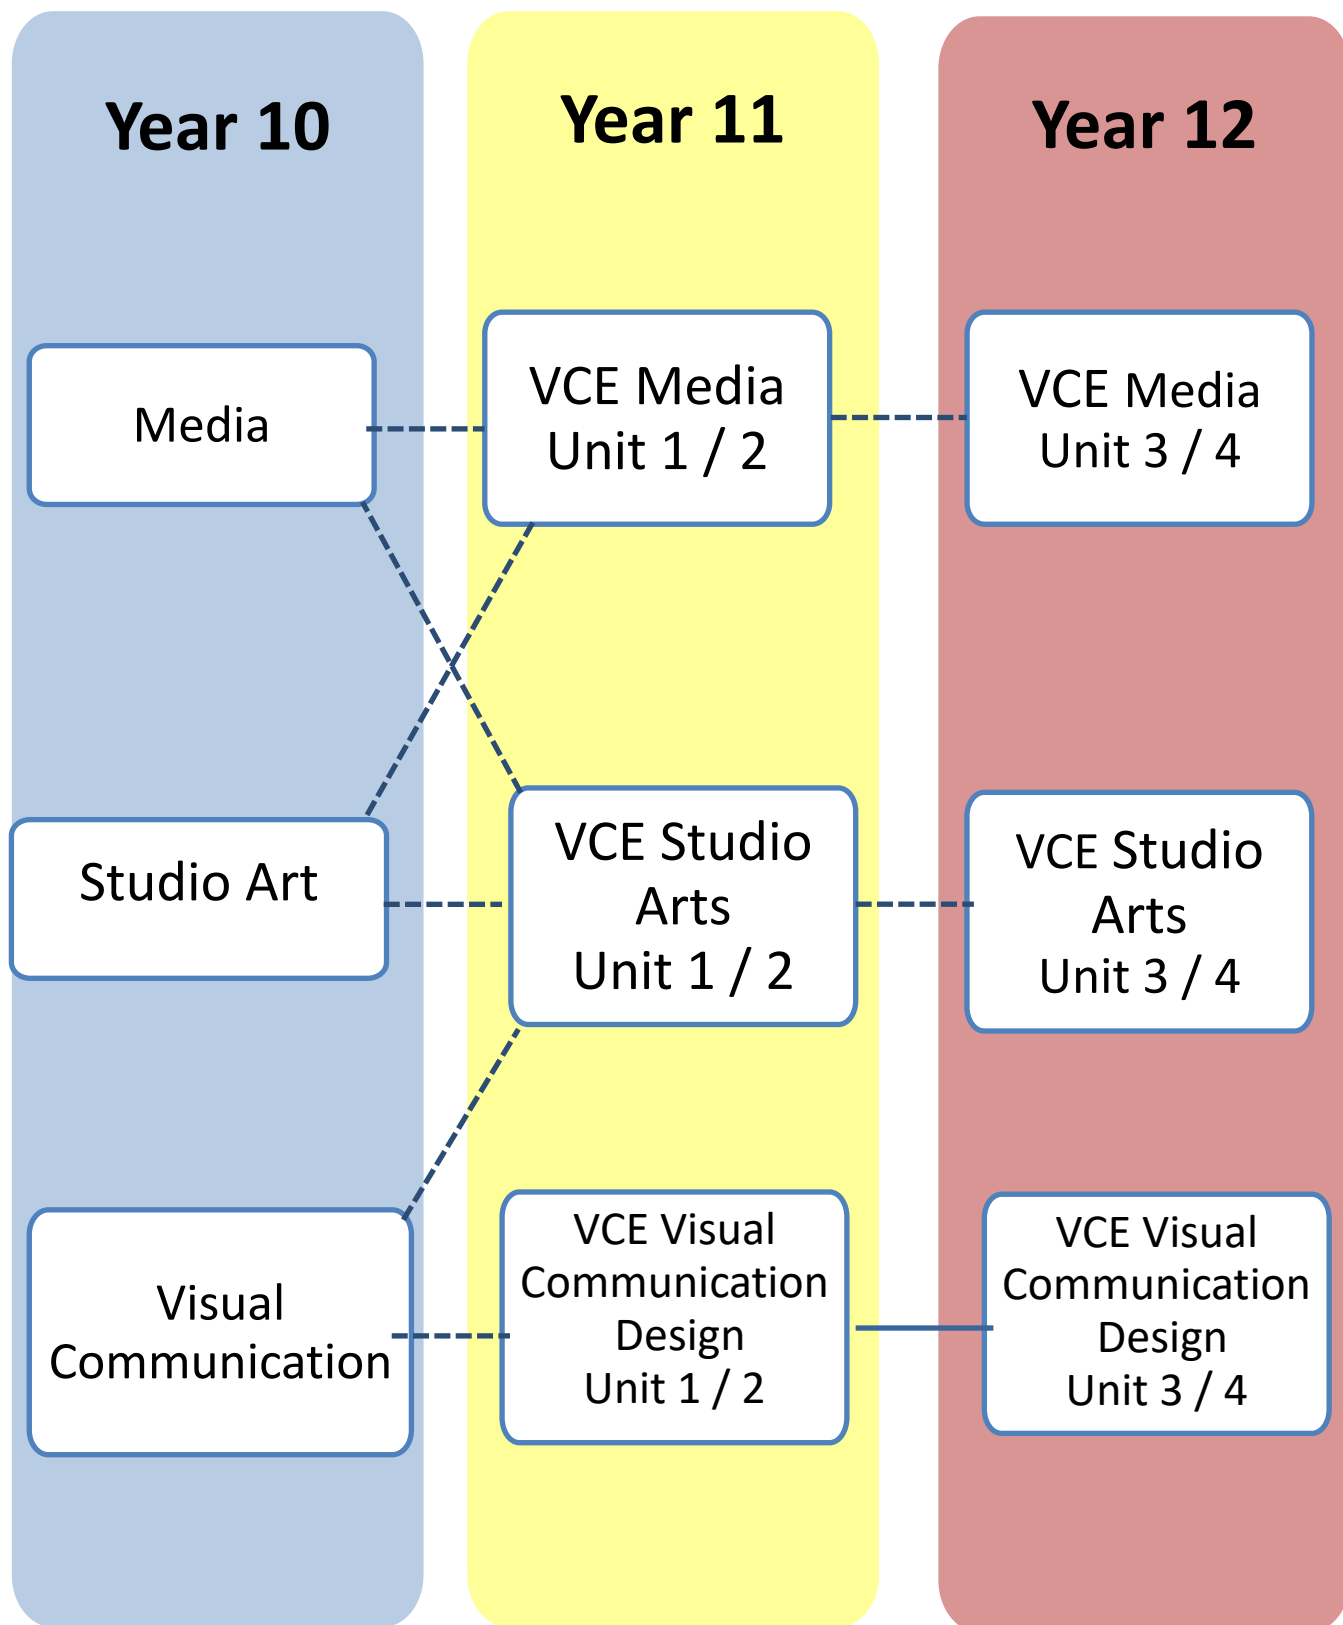 Year 10
Year 11
Year 12
Media
VCE Media
Unit 1 / 2
VCE Media
Unit 3 / 4
Studio Art
VCE Studio
Arts
Unit 1 / 2
VCE Studio
Arts
Unit 3 / 4
Visual
Communication
VCE Visual
Communication
Design
Unit 1 / 2
VCE Visual
Communication
Design
Unit 3 / 4